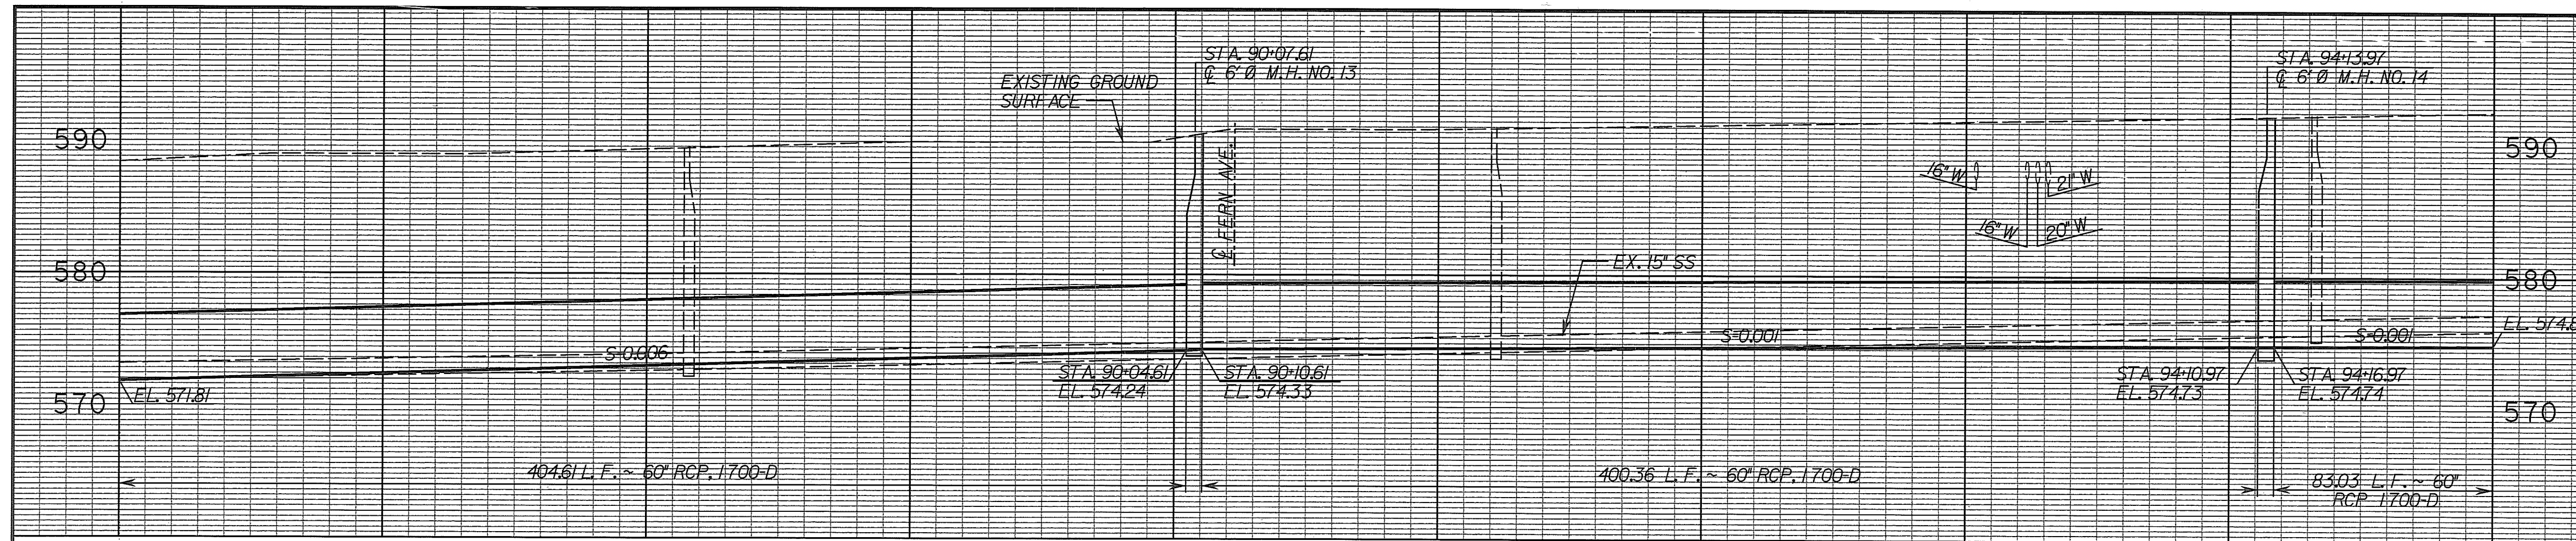 STA. 90+07.61
℄ 6' Ø M.H. NO. 13
STA. 94+13.97
℄ 6' Ø M.H. NO. 14
EXISTING GROUND
SURFACE
590
590
℄ FERN AVE.
16" W
21" W
16" W
20" W
580
EX. 15" SS
580
S=0.006
S=0.001
S=0.001
EL. 574.8
EL. 571.81
STA. 90+04.61
EL. 574.24
STA. 90+10.61
EL. 574.33
STA. 94+10.97
EL. 574.73
STA. 94+16.97
EL. 574.74
570
570
404.61 L. F. ~ 60" RCP, 1700-D
400.36 L. F. ~ 60" RCP, 1700-D
83.03 L. F. ~ 60"
RCP 1700-D